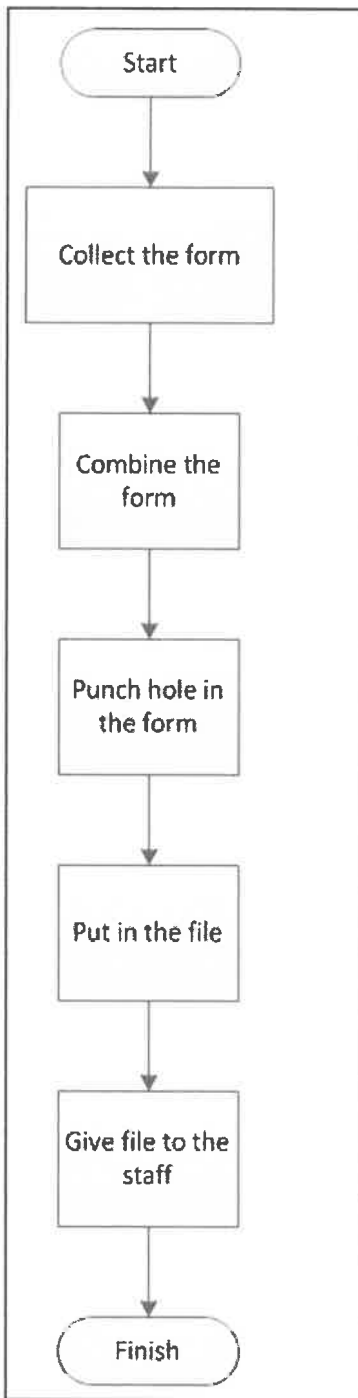 Start
Collect the form
Combine the
form
Punch hole in
the form
Put in the file
Give file to the
staff
Finish